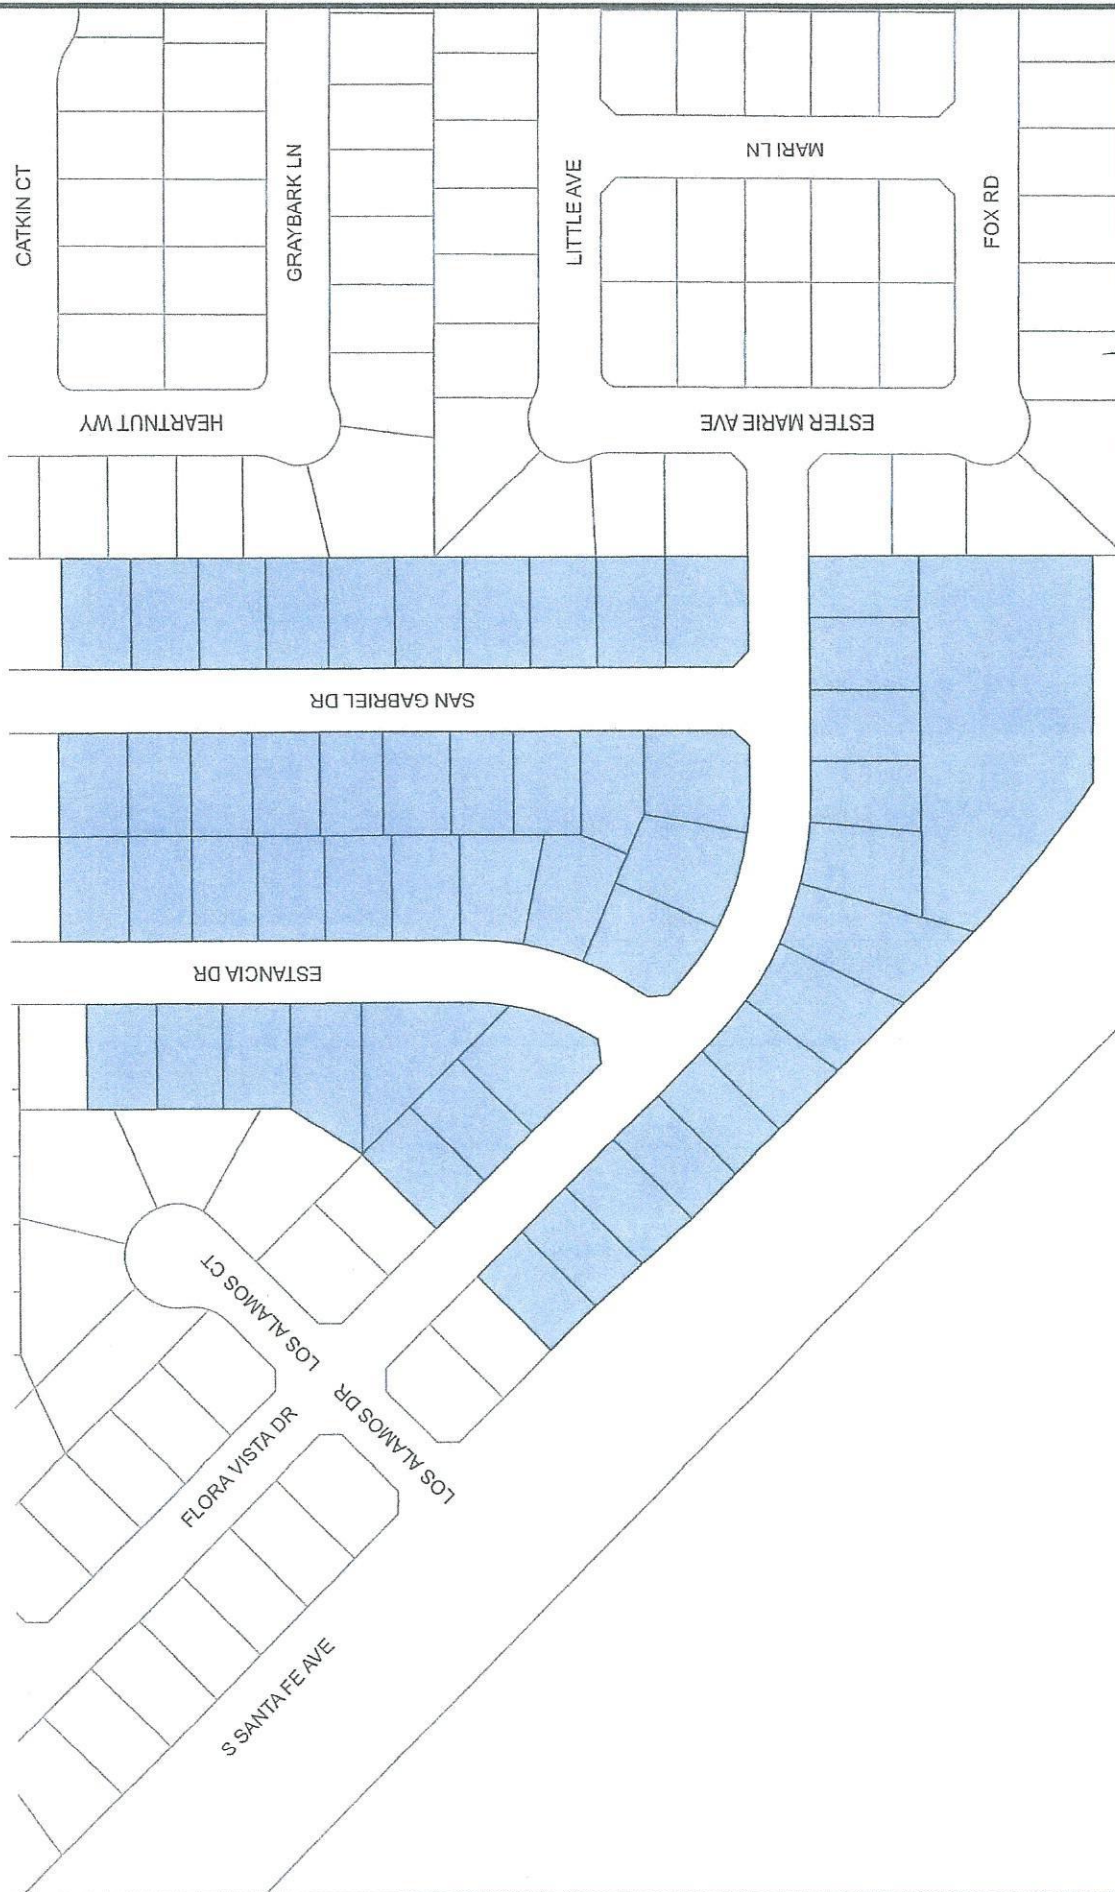 CATKIN CT
GRAYBARK LN
LITTLE AVE
MARI LN
FOX RD
HEARTNUT WY
ESTER MARIE AVE
SAN GABRIEL DR
ESTANCIA DR
LOS ALAMOS CT
LOS ALAMOS DR
FLORA VISTA DR
S SANTA FE AVE